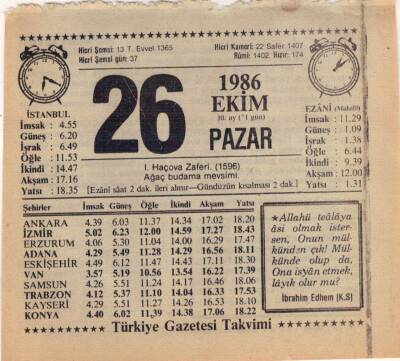 Hicri Şemsi: 13 T. Evvel 1365
Hicri Şemsi gün: 37
Hicri Kameri: 22 Safer 1407
Rûmî: 1402. Hızır: 174
İSTANBUL
İmsak : 4.55
Güneş : 6.20
İşrak : 6.49
Öğle : 11.53
İkindi : 14.47
Akşam : 17.16
Yatsı : 18.35
26
1986
EKİM
10. ay (31 gün)
PAZAR
EZÂNÎ (Mahallî)
İmsak : 11.29
Güneş : 1.09
İşrak : 1.38
Öğle : 6.44
İkindi : 9.39
Akşam : 12.00
Yatsı : 1.31
I. Haçova Zaferi. (1596)
Ağaç budama mevsimi.
[Ezânî sâat 2 dak. ileri alınır—Gündüzün kısalması 2 dak.]
Şehirler İmsak Güneş Öğle İkindi Akşam Yatsı
ANKARA 4.39 6.03 11.37 14.34 17.02 18.20
İZMİR 5.02 6.23 12.00 14.59 17.27 18.43
ERZURUM 4.06 5.30 11.04 14.00 16.29 17.47
ADANA 4.29 5.49 11.28 14.29 16.56 18.11
ESKİŞEHİR 4.49 6.12 11.47 14.43 17.11 18.30
VAN 3.57 5.19 10.56 13.54 16.22 17.39
SAMSUN 4.26 5.51 11.24 14.17 16.46 18.06
TRABZON 4.12 5.37 11.10 14.04 16.33 17.53
KAYSERİ 4.29 5.51 11.27 14.26 16.53 18.10
KONYA 4.40 6.02 11,39 14.38 17.06 18.22
★Allahü teâlâya
âsi olmak ister-
sen, Onun mül-
künden çık! Mül-
künde olup da,
Ona isyân etmek,
lâyık olur mu?
İbrahim Edhem (K.S)
★★★★★★★★ Türkiye Gazetesi Takvimi ★★★★★★★★